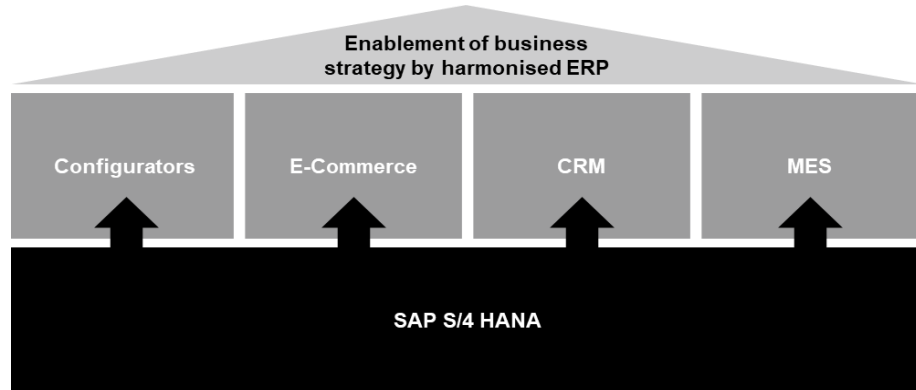 Enablement of business
strategy by harmonised ERP
Configurators
E-Commerce
CRM
MES
SAP S/4 HANA